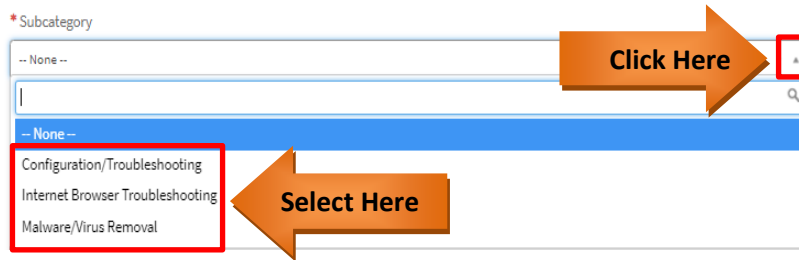 * Subcategory
-- None --
Click Here
-- None --
Configuration/Troubleshooting
Internet Browser Troubleshooting
Malware/Virus Removal
Select Here